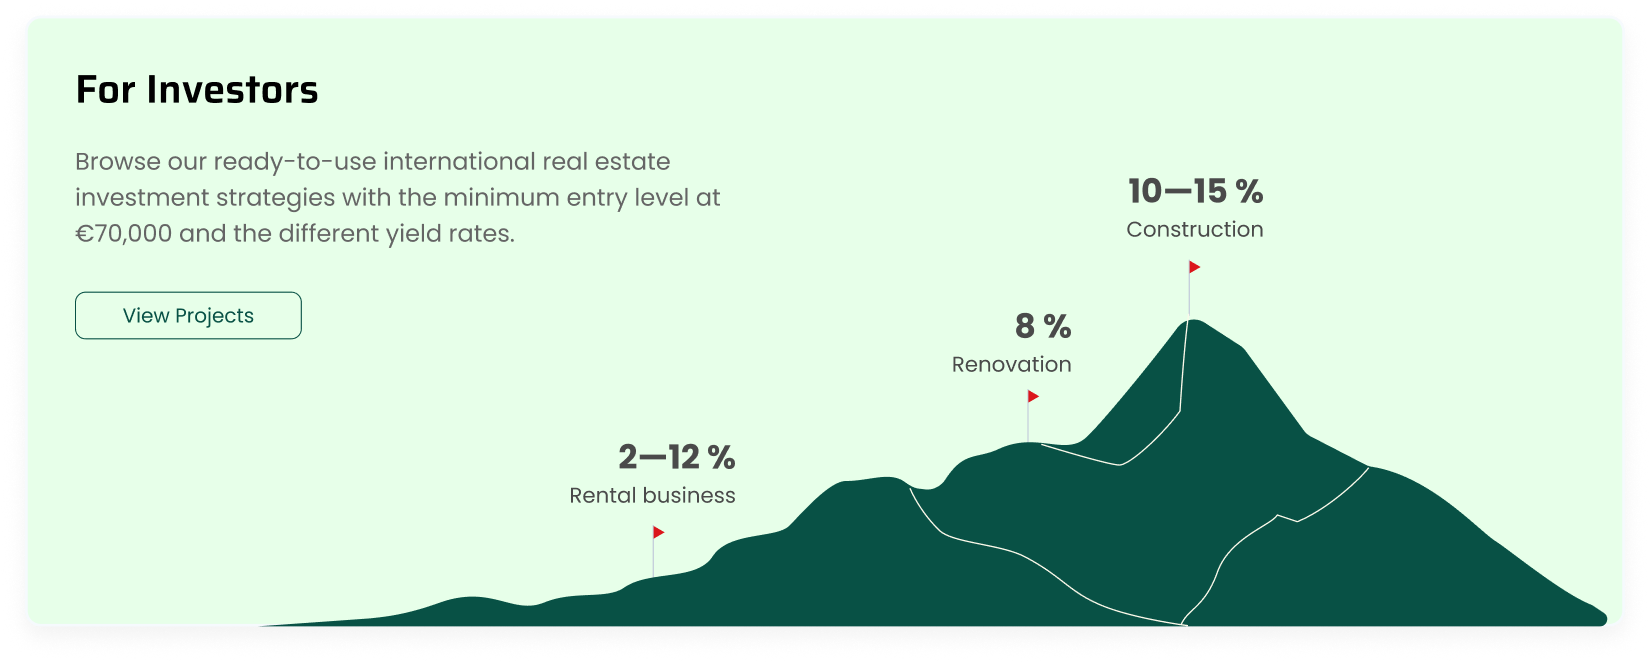 For Investors
Browse our ready-to-use international real estate
investment strategies with the minimum entry level at
€70,000 and the different yield rates.
View Projects
10—15 %
Construction
8 %
Renovation
2—12 %
Rental business